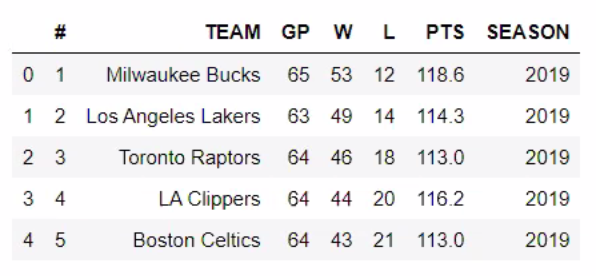 # TEAM GP W L PTS SEASON
0 1 Milwaukee Bucks 65 53 12 118.6 2019
1 2 Los Angeles Lakers 63 49 14 114.3 2019
2 3 Toronto Raptors 64 46 18 113.0 2019
3 4 LA Clippers 64 44 20 116.2 2019
4 5 Boston Celtics 64 43 21 113.0 2019